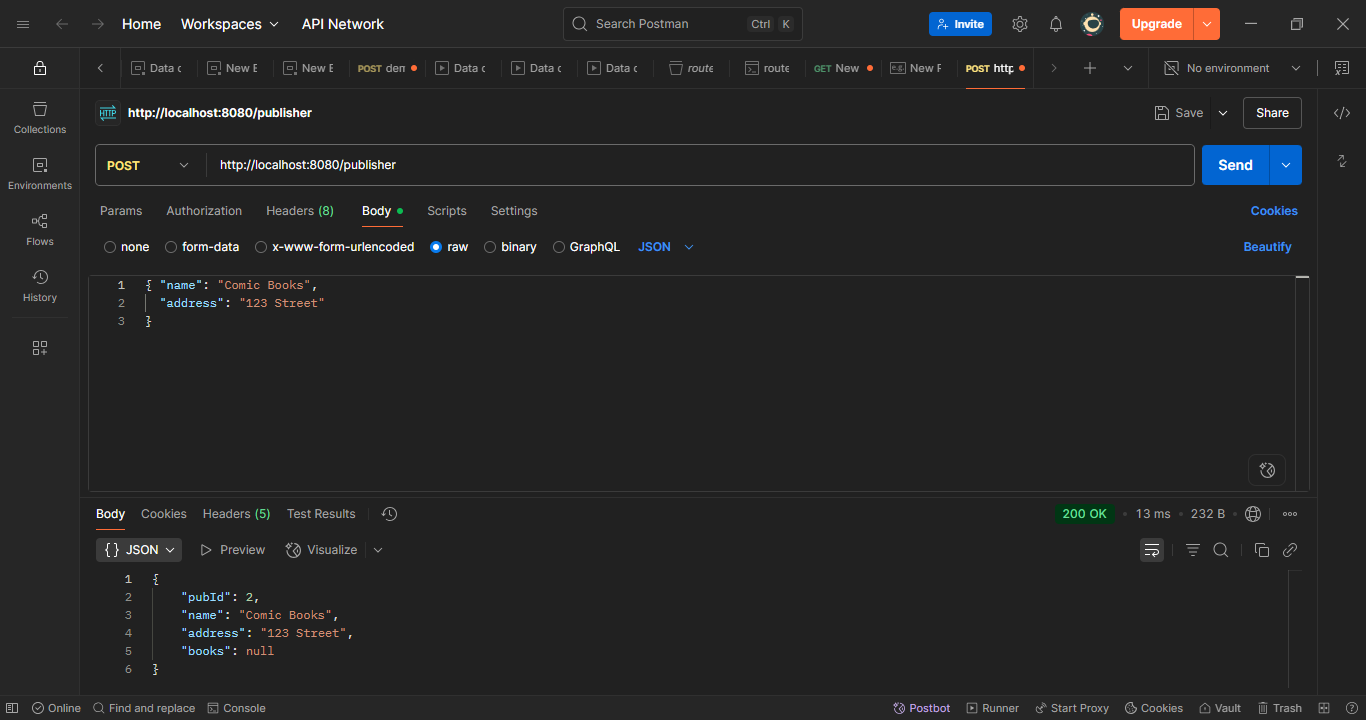 Home Workspaces API Network Search Postman Ctrl K Invite Upgrade
Data c New E New E POST den Data c Data c Data c route route GET New New F POST http No environment
HTTP http://localhost:8080/publisher Save Share
POST http://localhost:8080/publisher Send
Params Authorization Headers (8) Body Scripts Settings Cookies
none form-data x-www-form-urlencoded raw binary GraphQL JSON Beautify
1 { "name": "Comic Books",
2 "address": "123 Street"
3 }
Collections
Environments
Flows
History
Body Cookies Headers (5) Test Results 200 OK 13 ms 232 B
{} JSON Preview Visualize
1 {
2 "pubId": 2,
3 "name": "Comic Books",
4 "address": "123 Street",
5 "books": null
6 }
Online Find and replace Console Postbot Runner Start Proxy Cookies Vault Trash